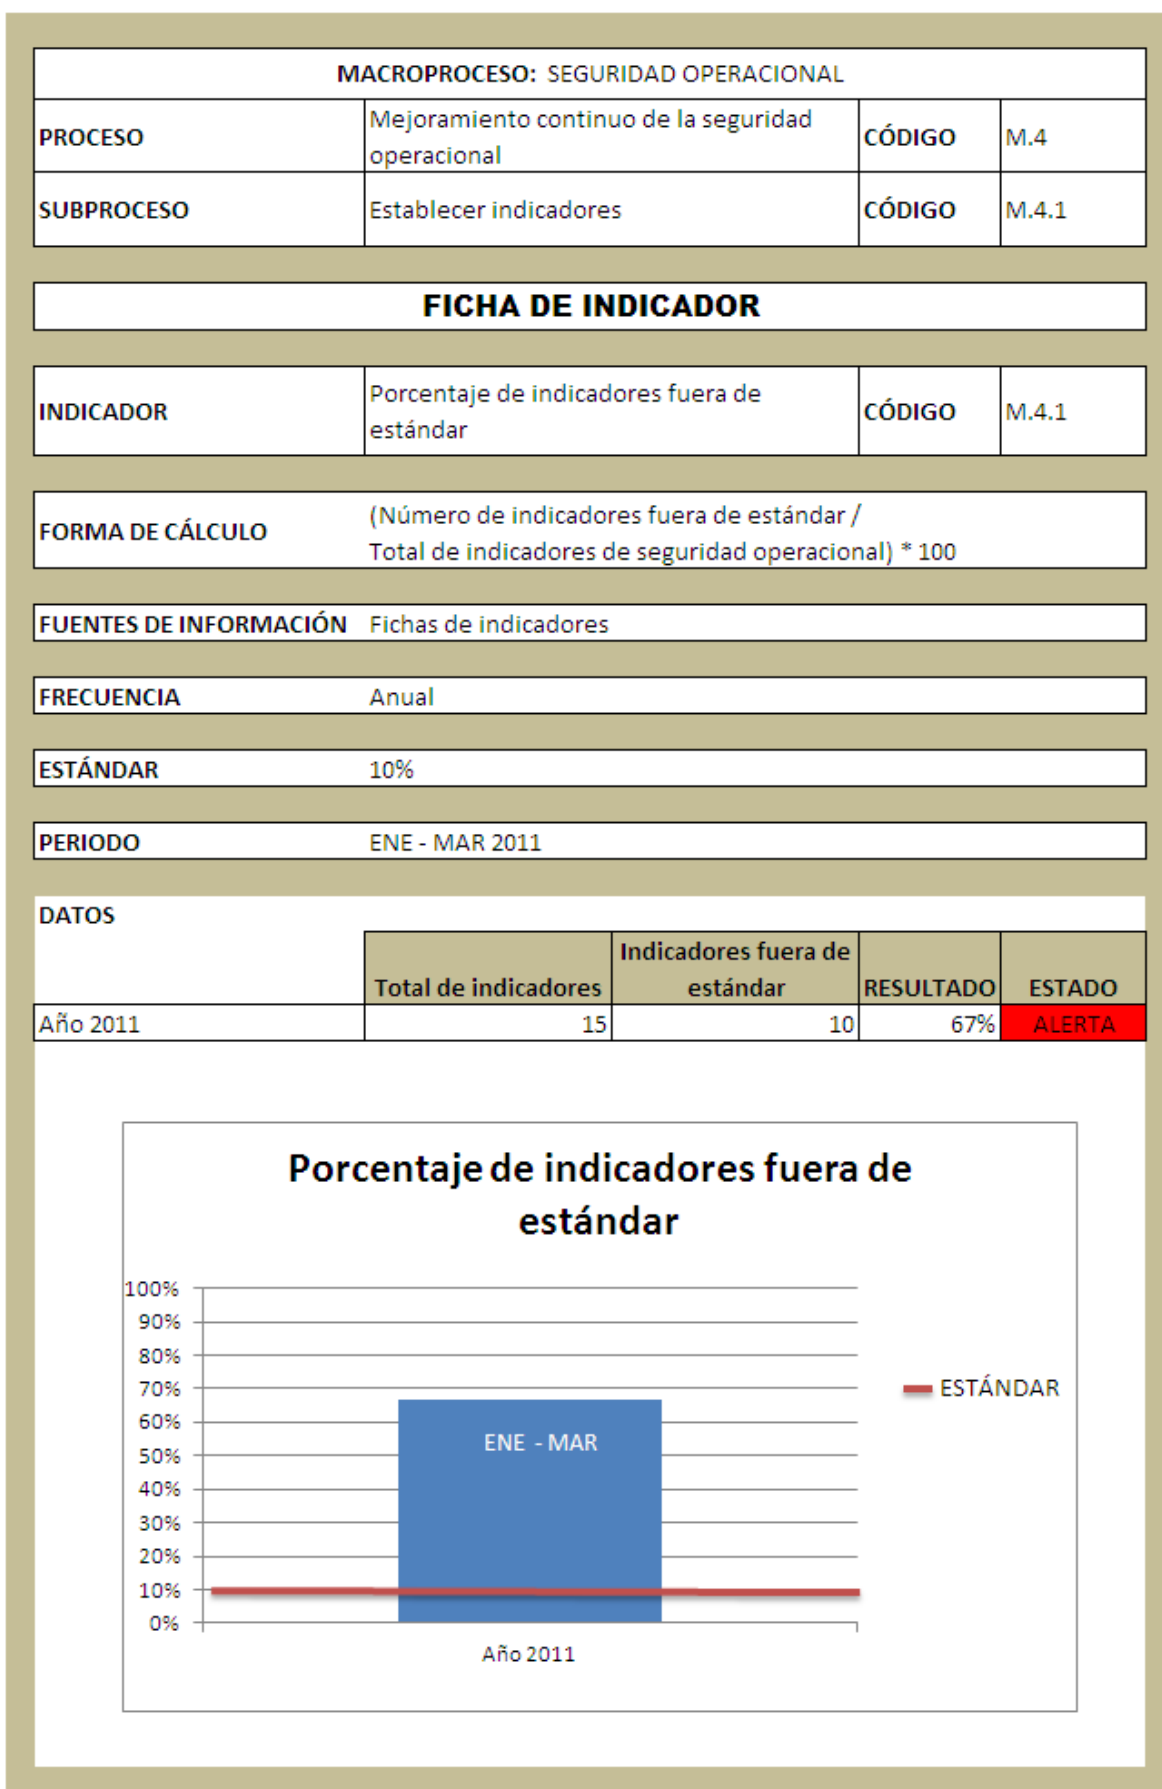 MACROPROCESO: SEGURIDAD OPERACIONAL
PROCESO
Mejoramiento continuo de la seguridad
operacional
CÓDIGO
M.4
SUBPROCESO
Establecer indicadores
CÓDIGO
M.4.1
FICHA DE INDICADOR
INDICADOR
Porcentaje de indicadores fuera de
estándar
CÓDIGO
M.4.1
FORMA DE CÁLCULO
(Número de indicadores fuera de estándar /
Total de indicadores de seguridad operacional) * 100
FUENTES DE INFORMACIÓN Fichas de indicadores
FRECUENCIA Anual
ESTÁNDAR 10%
PERIODO ENE - MAR 2011
DATOS
Total de indicadores
Indicadores fuera de
estándar
RESULTADO
ESTADO
Año 2011 15 10 67% ALERTA
Porcentaje de indicadores fuera de
estándar
100%
90%
80%
70%
60%
50%
40%
30%
20%
10%
0%
ENE - MAR
Año 2011
ESTÁNDAR